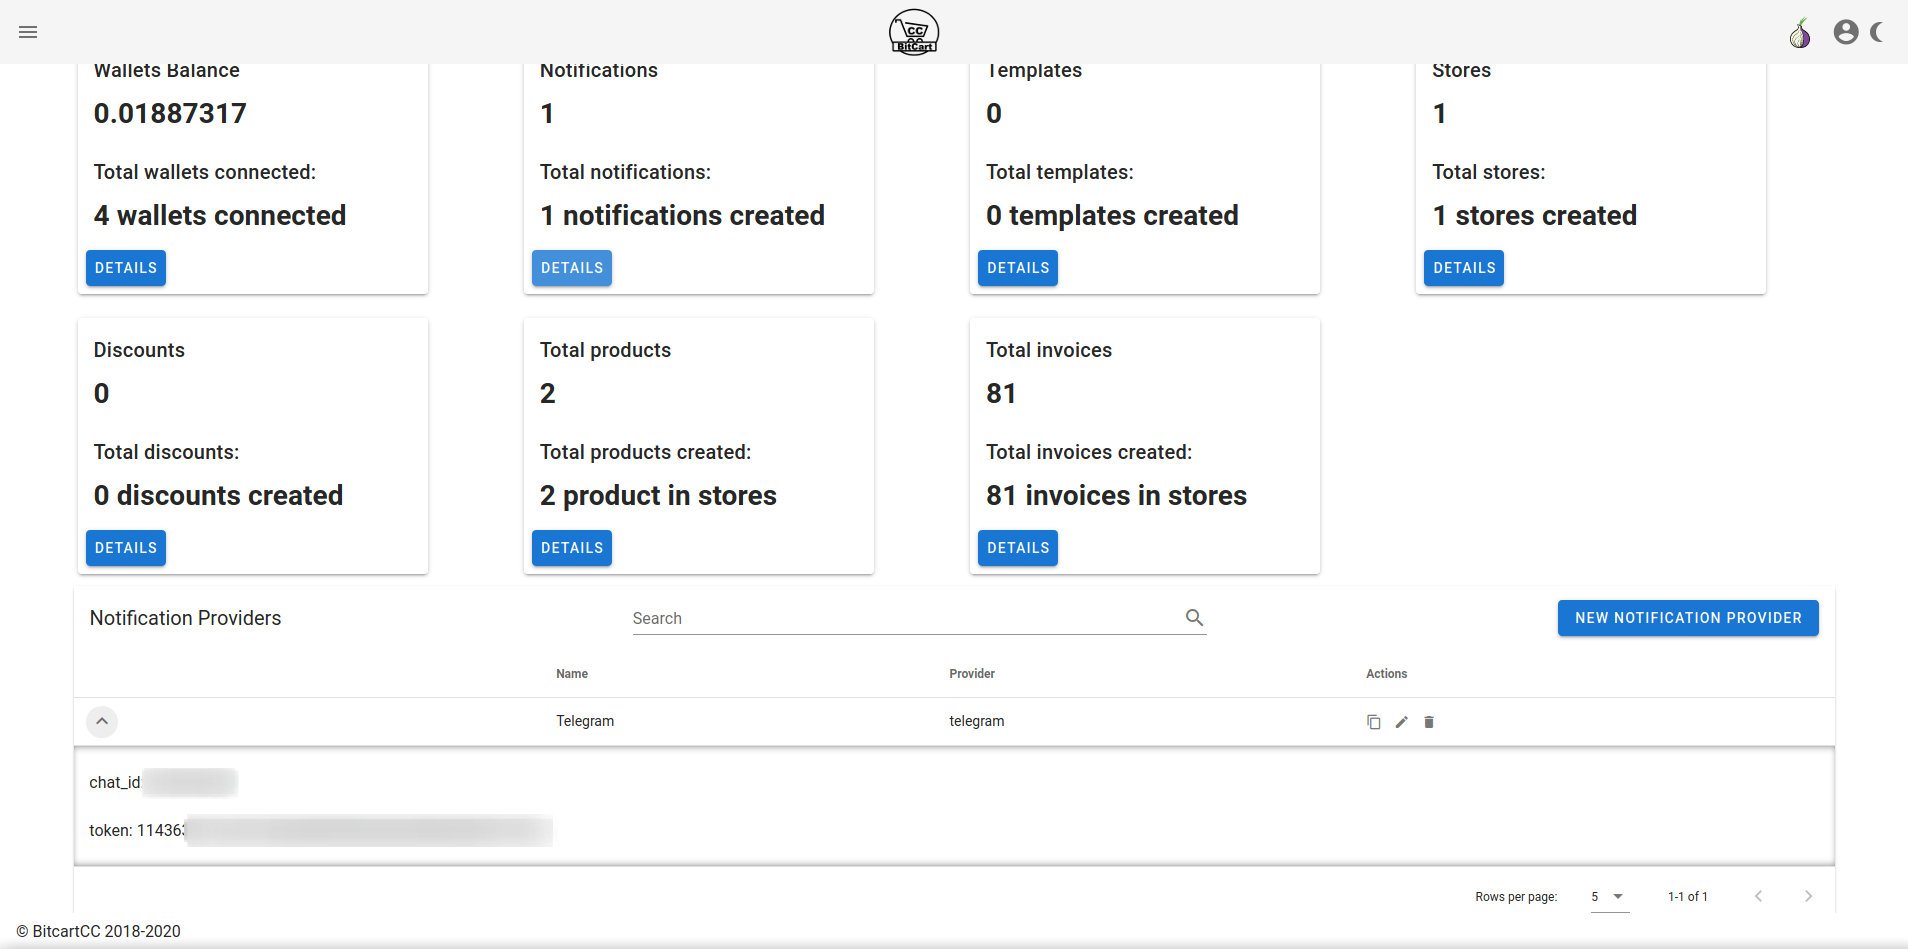 CC
BitCart
Wallets Balance
0.01887317
Total wallets connected:
4 wallets connected
DETAILS
Notifications
1
Total notifications:
1 notifications created
DETAILS
Templates
0
Total templates:
0 templates created
DETAILS
Stores
1
Total stores:
1 stores created
DETAILS
Discounts
0
Total discounts:
0 discounts created
DETAILS
Total products
2
Total products created:
2 product in stores
DETAILS
Total invoices
81
Total invoices created:
81 invoices in stores
DETAILS
Notification Providers
Search
NEW NOTIFICATION PROVIDER
Name Provider Actions
Telegram telegram
chat_id:
token: 11436
Rows per page: 5 1-1 of 1
© BitcartCC 2018-2020